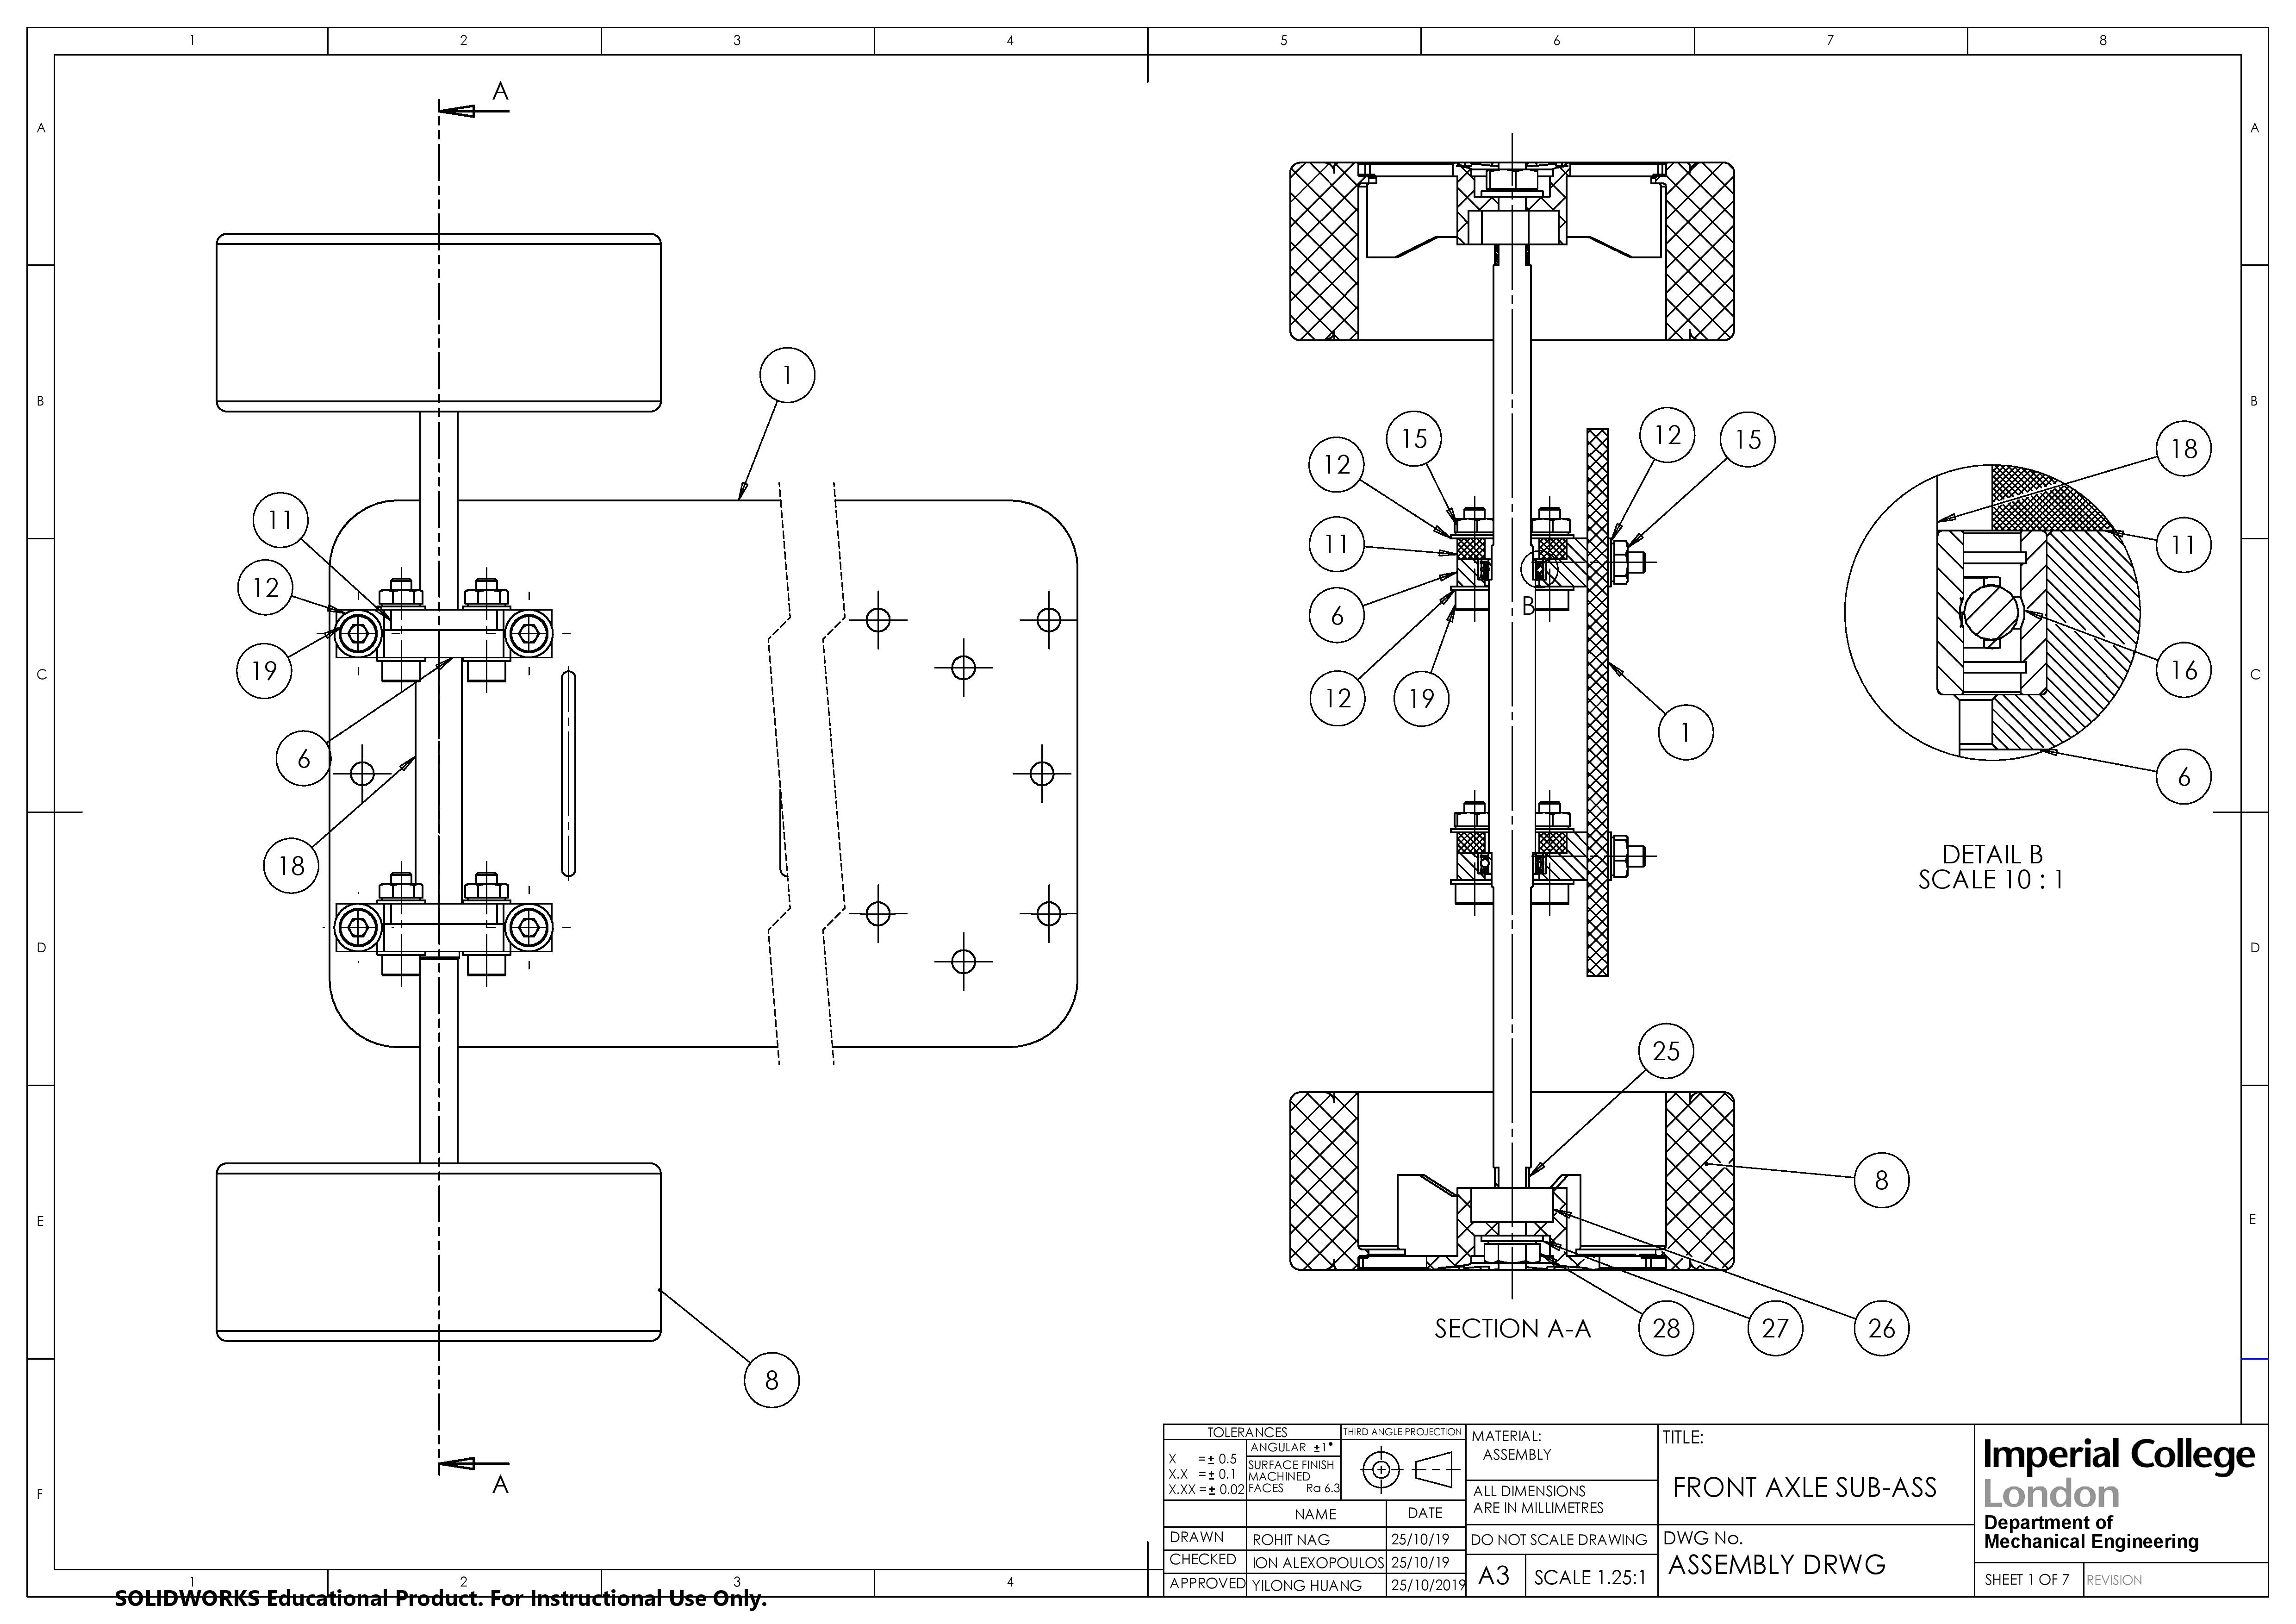 1 2 3 4 5 6 7 8
A A
B B
C C
D D
E E
F
A
1
11
12
19
6
18
8
A
15
12
11
6
12
19
B
12
15
1
25
8
28
27
26
SECTION A-A
18
11
16
6
DETAIL B
SCALE 10 : 1
TOLERANCES
X =± 0.5
X.X =± 0.1
X.XX =± 0.02
ANGULAR ±1°
SURFACE FINISH
MACHINED
FACES Ra 6.3
THIRD ANGLE PROJECTION
NAME DATE
DRAWN ROHIT NAG 25/10/19
CHECKED ION ALEXOPOULOS 25/10/19
APPROVED YILONG HUANG 25/10/2019
MATERIAL:
ASSEMBLY
ALL DIMENSIONS
ARE IN MILLIMETRES
DO NOT SCALE DRAWING
A3 SCALE 1.25:1
TITLE:
FRONT AXLE SUB-ASS
DWG No.
ASSEMBLY DRWG
Imperial College
London
Department of
Mechanical Engineering
SHEET 1 OF 7 REVISION
1 2 3 4
SOLIDWORKS Educational Product. For Instructional Use Only.